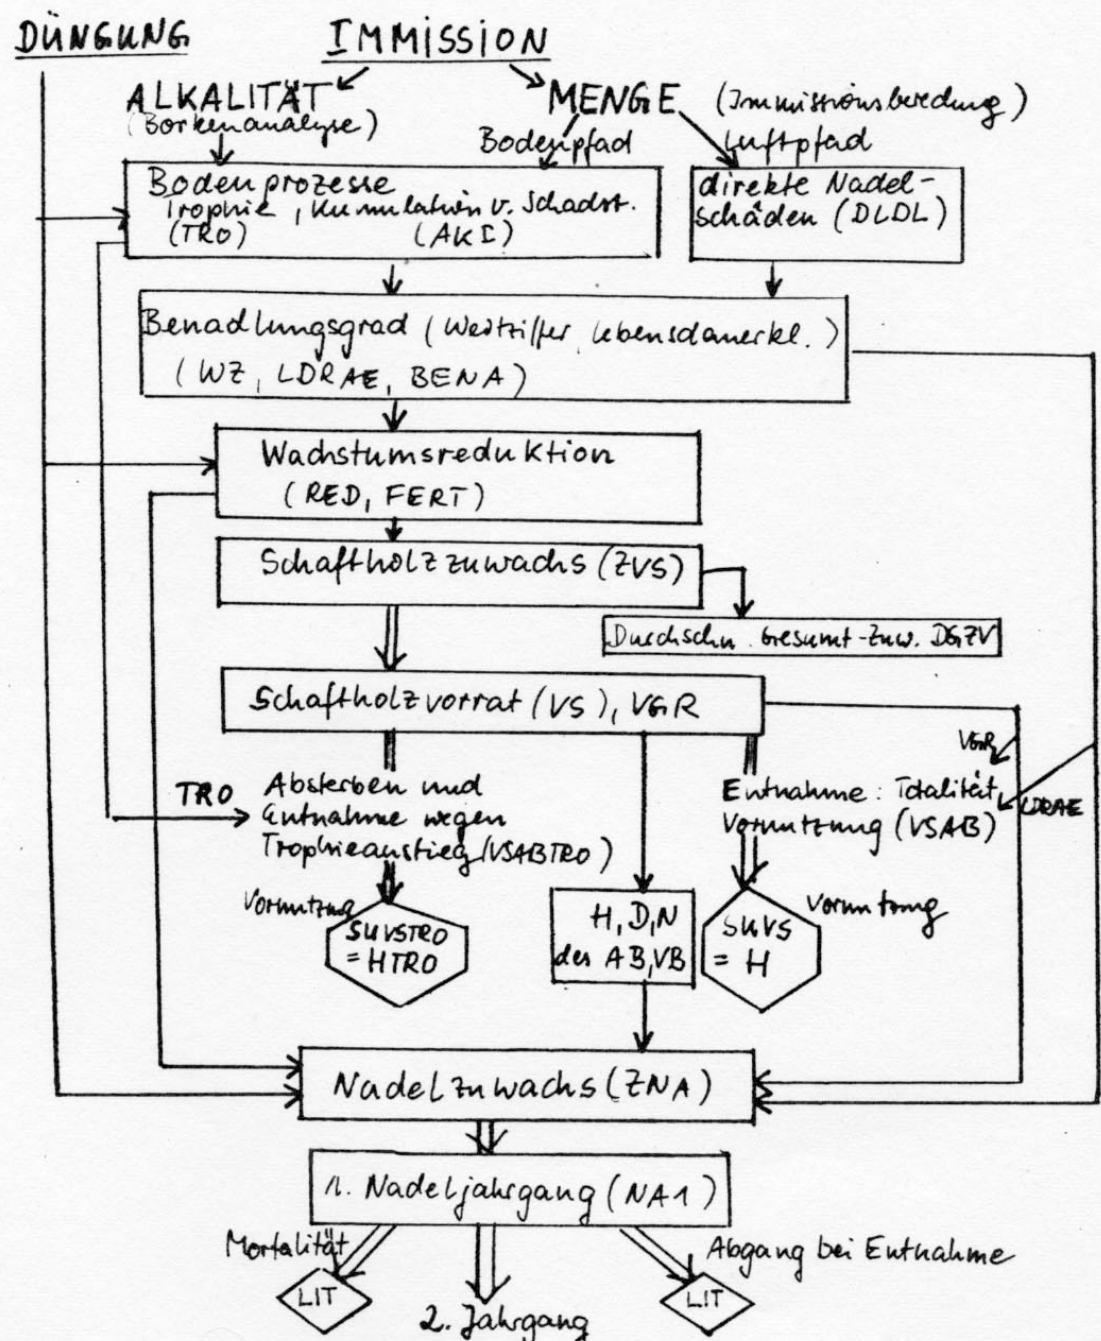 DÜNGUNG
IMMISSION
ALKALITÄT
(Borkenanalyse)
MENGE
(Immissionsberedung)
Bodenpfad
Luftpfad
Bodenprozesse
Trophie, Kumulation v. Schadst.
(TRO) (AKI)
direkte Nadel-
schäden (DLDL)
Benadlungsgrad (Wertziffer, Lebensdauerkl.)
(WZ, LDRAE, BENA)
Wachstumsreduktion
(RED, FERT)
Schaftholzzuwachs (ZVS)
Durchschn. Gesamt-Zuw. DGZV
Schaftholzvorrat (VS), VGR
VGR
LDRAE
TRO
Absterben und
Entnahme wegen
Trophieanstieg (VSABTRO)
Entnahme: Totalität,
Vornutzung (VSAB)
Vornutzung
SUVSTRO
= HTRO
H, D, N
des AB, VB
SUVS
= H
Vornutzung
Nadelzuwachs (ZNA)
1. Nadeljahrgang (NA1)
Mortalität
Abgang bei Entnahme
LIT
LIT
2. Jahrgang